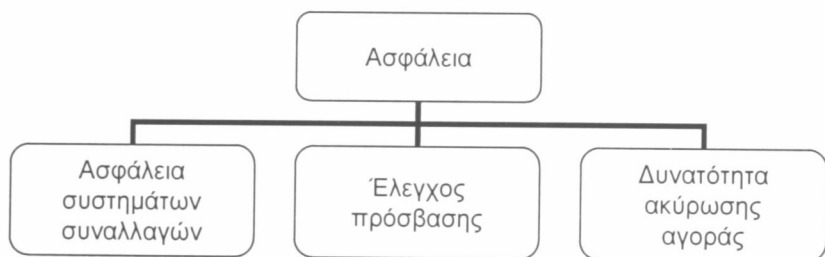 Ασφάλεια
Ασφάλεια
συστημάτων
συναλλαγών
Έλεγχος
πρόσβασης
Δυνατότητα
ακύρωσης
αγοράς